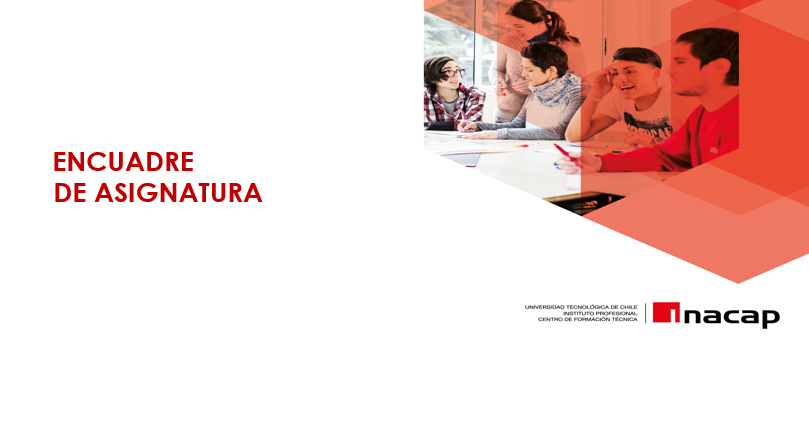 ENCUADRE
DE ASIGNATURA
UNIVERSIDAD TECNOLÓGICA DE CHILE
INSTITUTO PROFESIONAL
CENTRO DE FORMACIÓN TÉCNICA
inacap